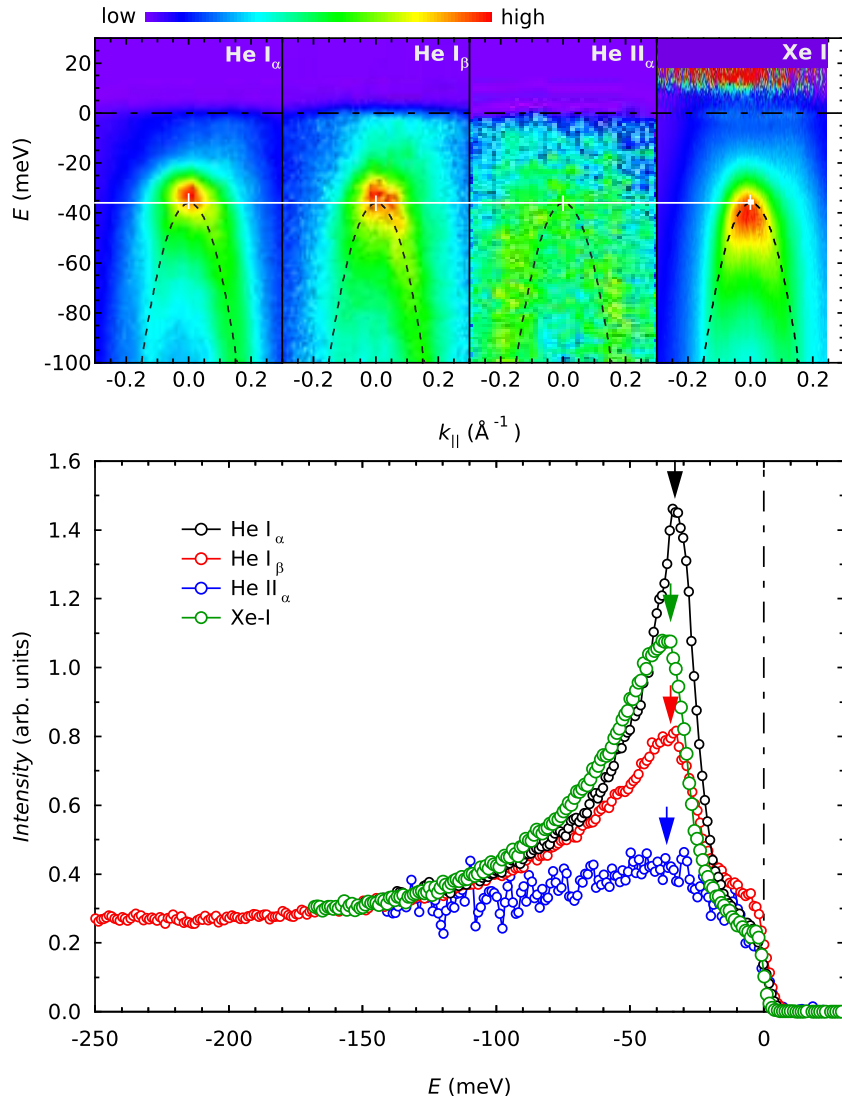 low high
He Iα He Iβ He IIα Xe I
20
0
-20
-40
-60
-80
-100
E (meV)
-0.2 0.0 0.2 -0.2 0.0 0.2 -0.2 0.0 0.2 -0.2 0.0 0.2
k|| (Å-1)
1.6
1.4
1.2
1.0
0.8
0.6
0.4
0.2
0.0
Intensity (arb. units)
He Iα
He Iβ
He IIα
Xe-I
-250 -200 -150 -100 -50 0
E (meV)